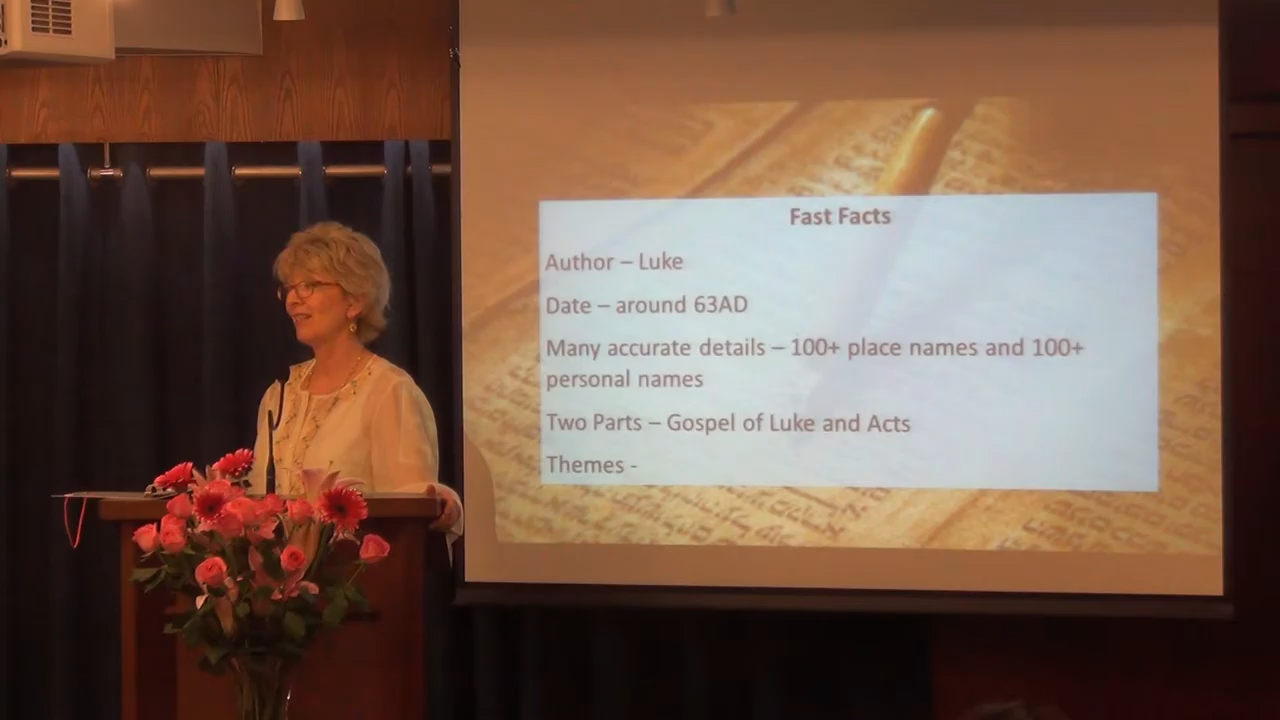 Fast Facts
Author – Luke
Date – around 63AD
Many accurate details – 100+ place names and 100+
personal names
Two Parts – Gospel of Luke and Acts
Themes -